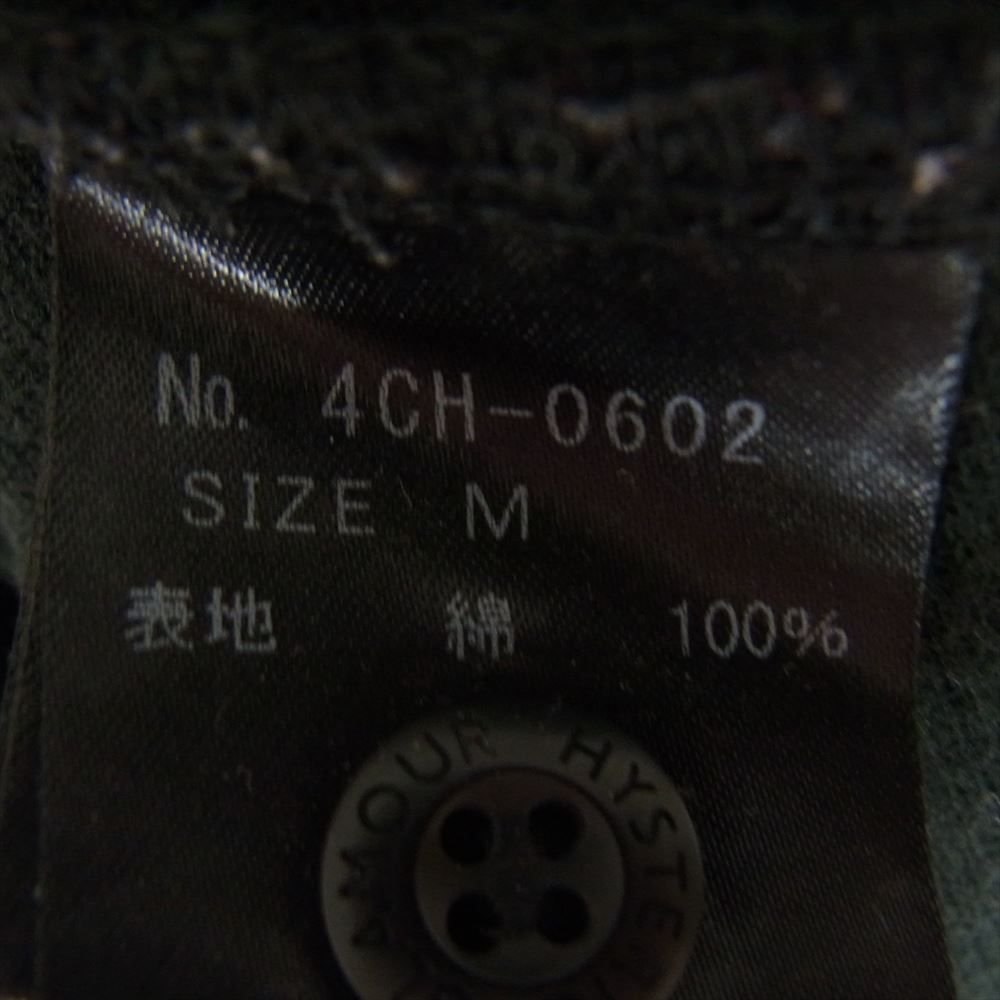 No. 4CH-0602
SIZE M
表地 綿 100%
AMOUR HYSTE